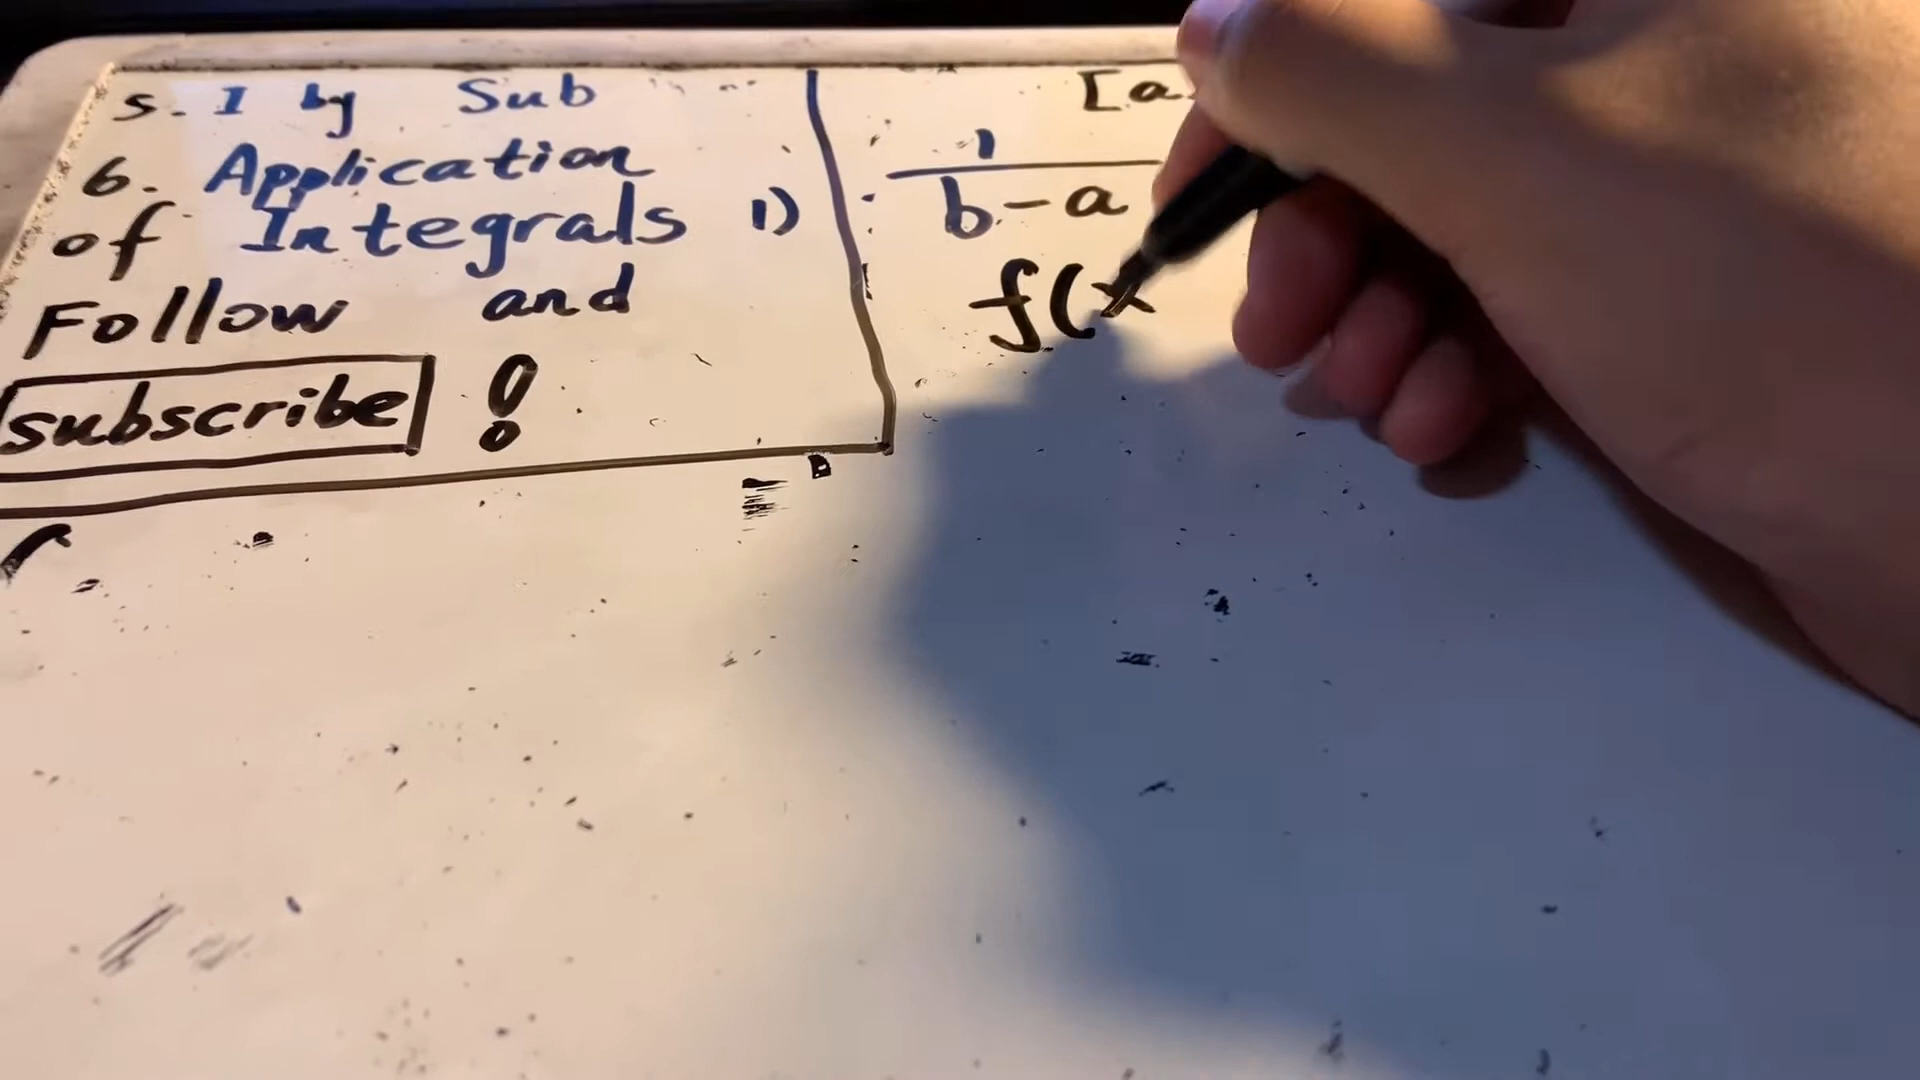 5. I by Sub
6. Application
of Integrals 1)
Follow and
subscribe !
[a
1
b-a
f(x